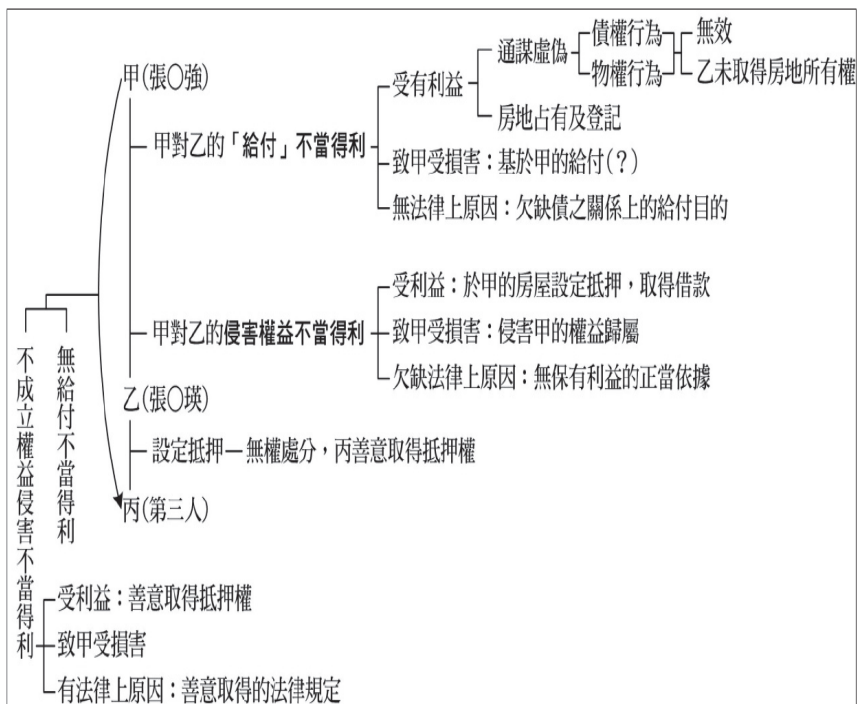 甲(張○強)
甲對乙的「給付」不當得利
受有利益
通謀虛偽
債權行為
物權行為
無效
乙未取得房地所有權
房地占有及登記
致甲受損害：基於甲的給付(？)
無法律上原因：欠缺債之關係上的給付目的
甲對乙的侵害權益不當得利
受利益：於甲的房屋設定抵押，取得借款
致甲受損害：侵害甲的權益歸屬
欠缺法律上原因：無保有利益的正當依據
乙(張○瑛)
設定抵押—無權處分，丙善意取得抵押權
丙(第三人)
無給付不當得利
不成立權益侵害不當得利
受利益：善意取得抵押權
致甲受損害
有法律上原因：善意取得的法律規定